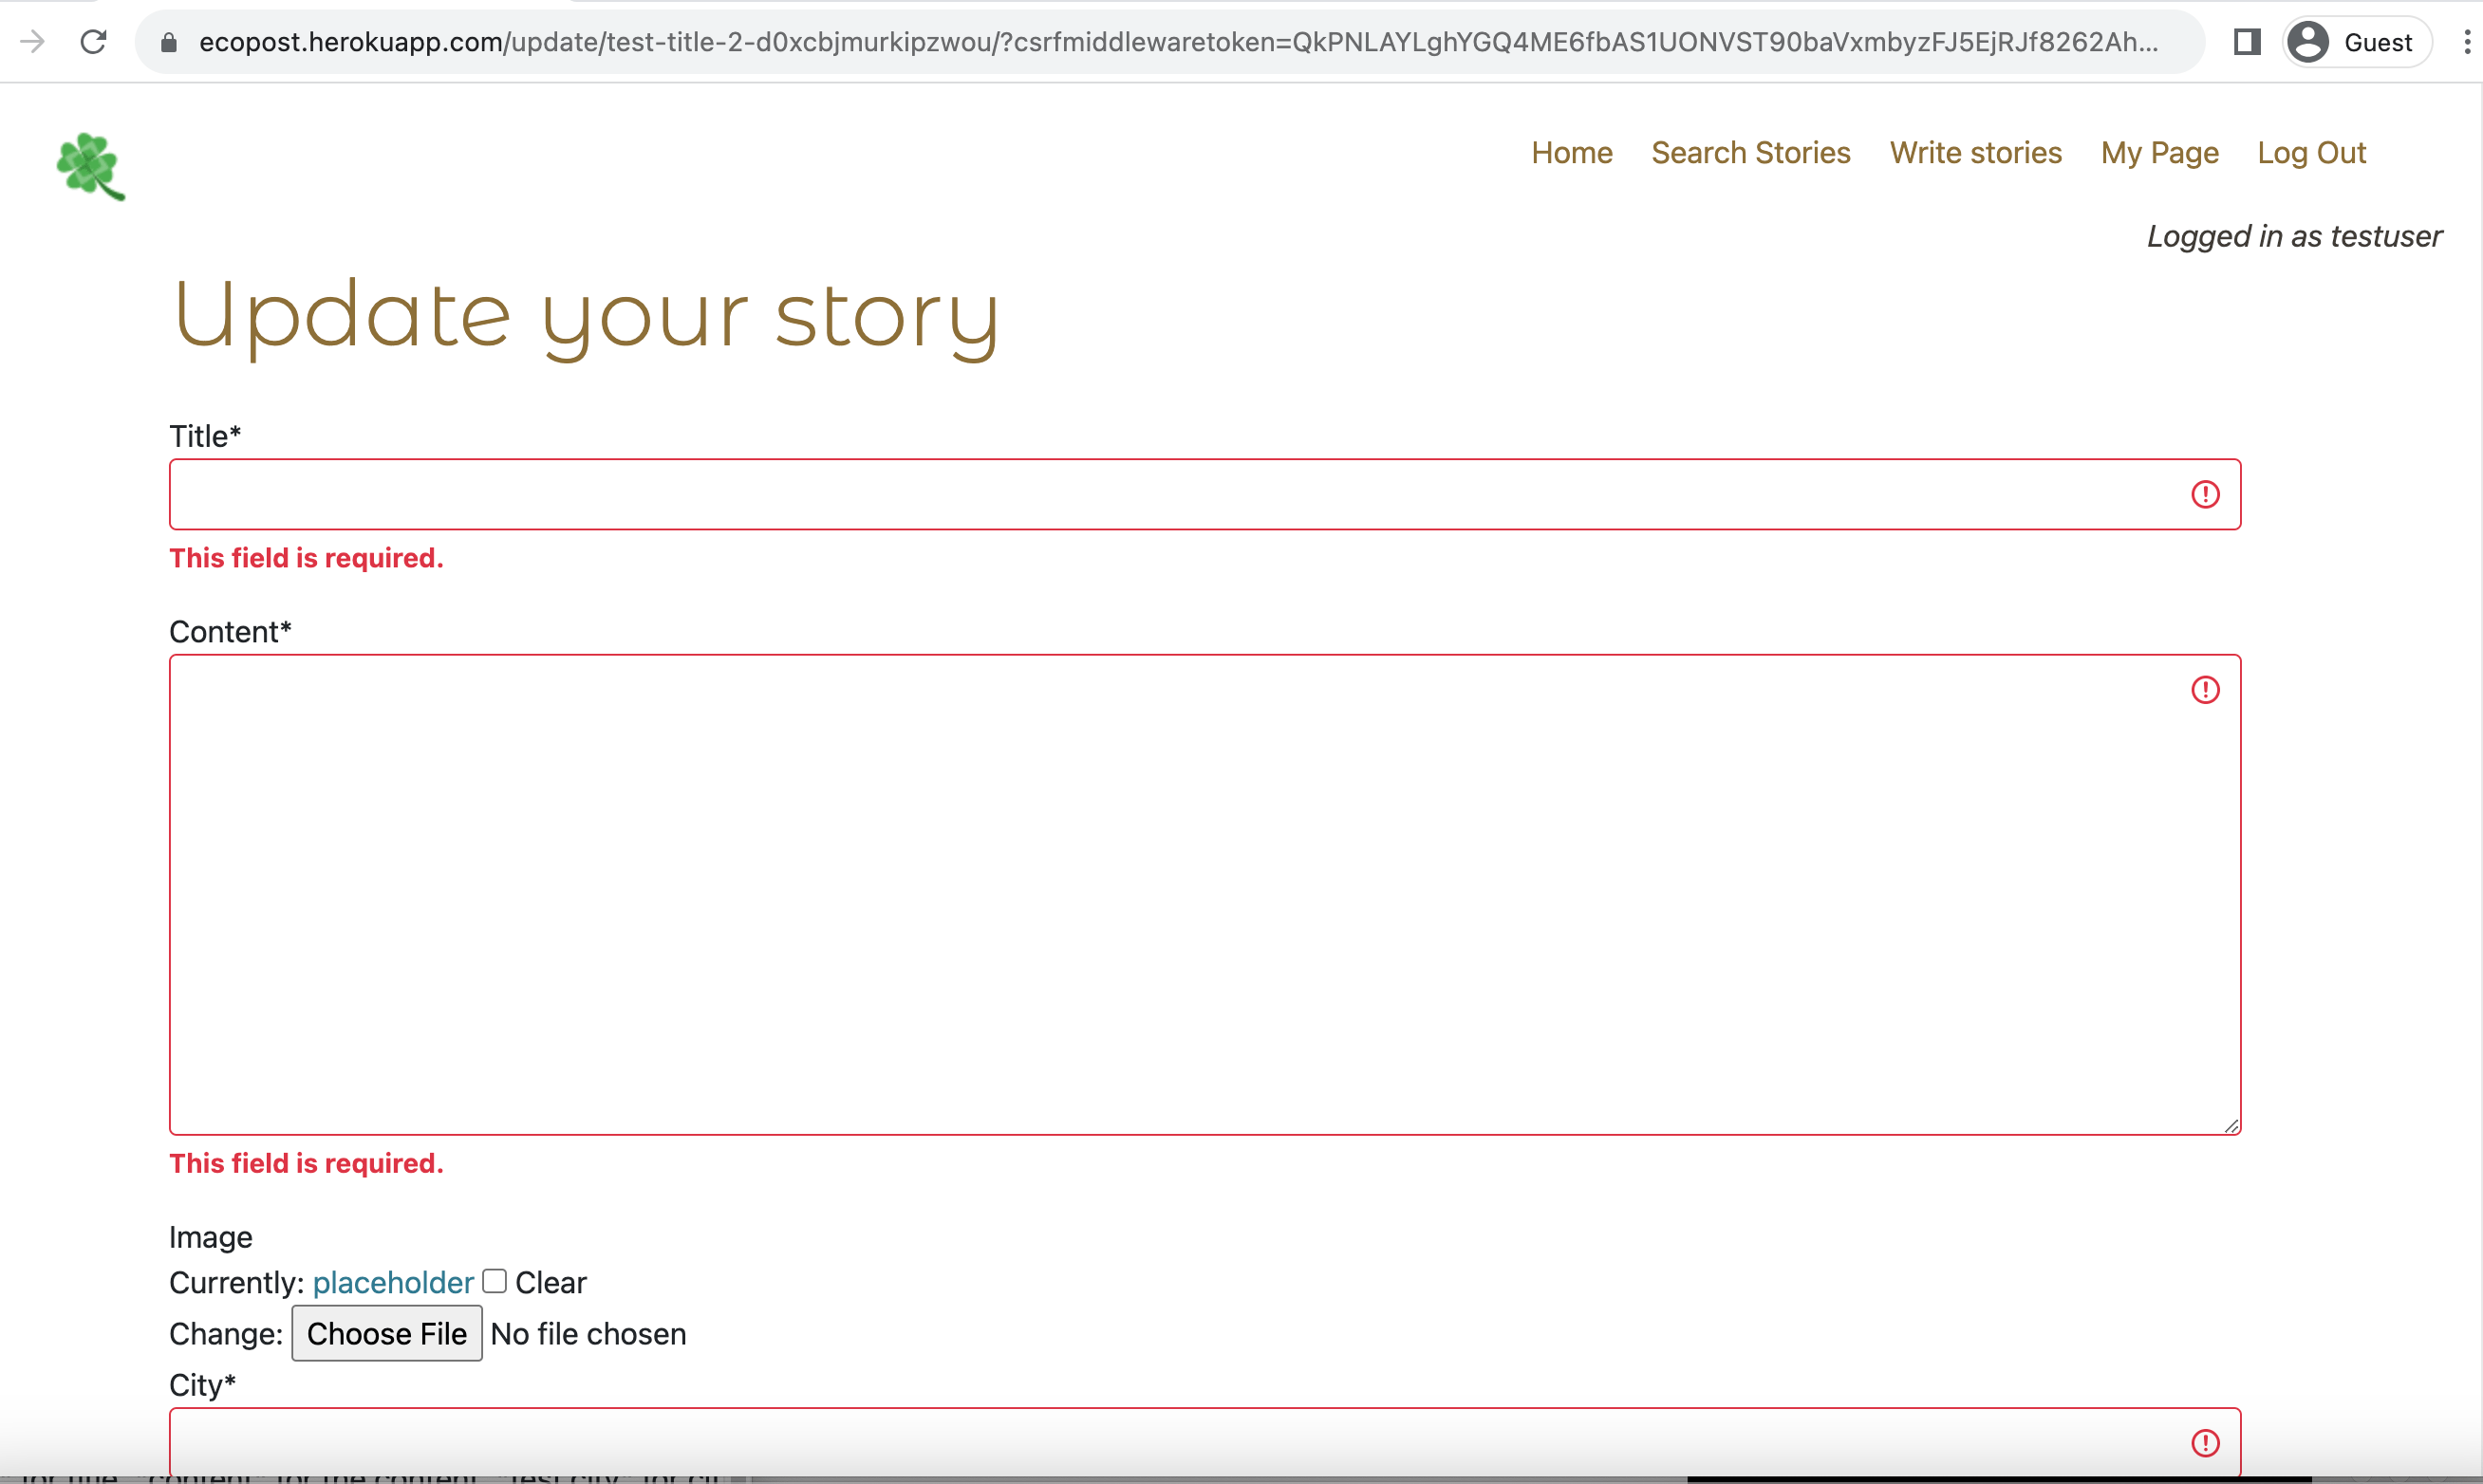 ecopost.herokuapp.com/update/test-title-2-d0xcbjmurkipzwou/?csrfmiddlewaretoken=QkPNLAYLghYGQ4ME6fbAS1UONVST90baVxmbyzFJ5EjRJf8262Ah...
Guest
Home Search Stories Write stories My Page Log Out
Logged in as testuser
Update your story
Title*
This field is required.
Content*
This field is required.
Image
Currently: placeholder Clear
Change: Choose File No file chosen
City*